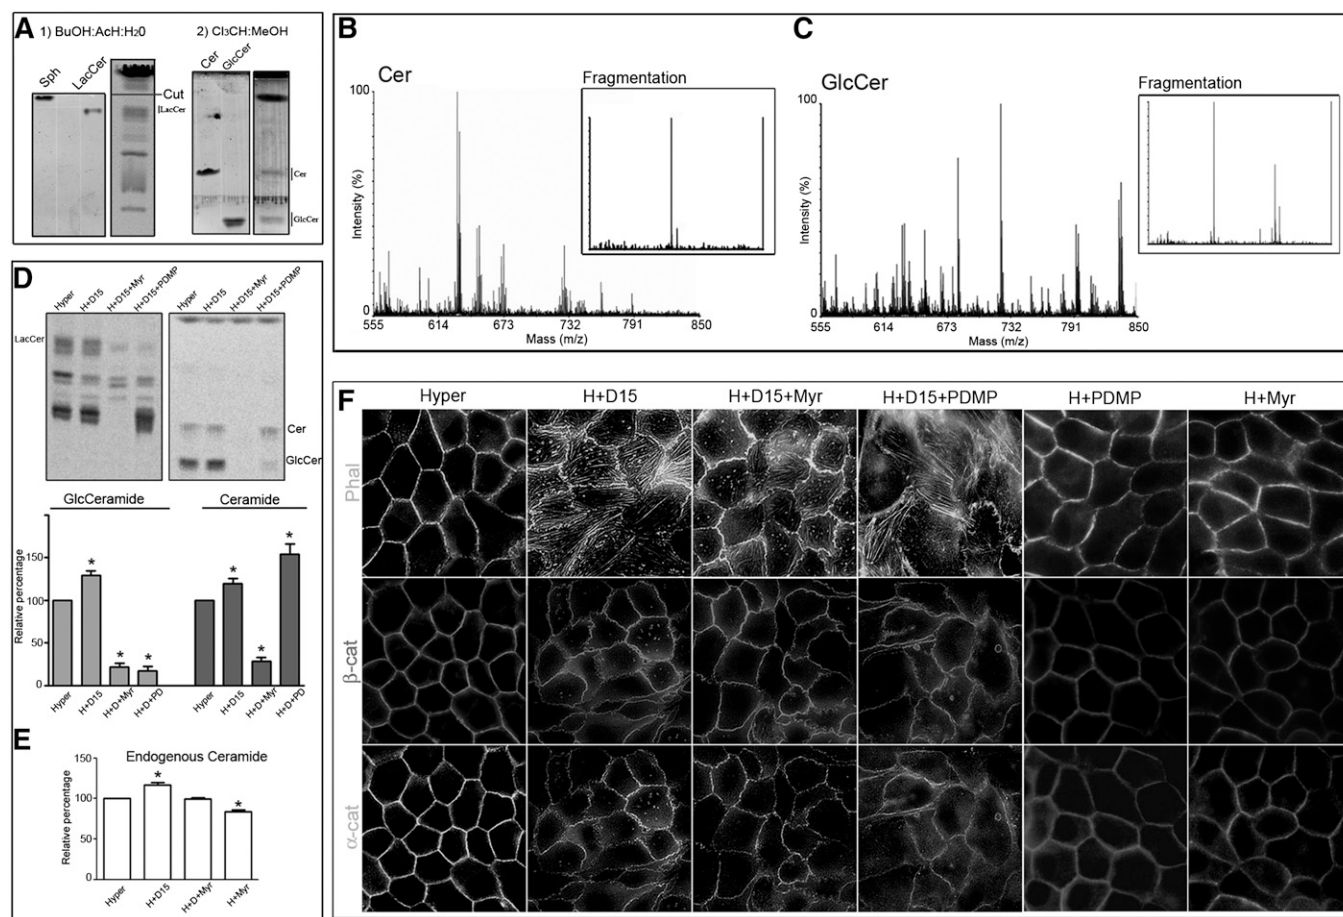 A 1) BuOH:AcH:H20
2) Cl3CH:MeOH
Sph
LacCer
Cut
LacCer
Cer
GlcCer
Cer
GlcCer
B
Cer
Fragmentation
100
Intensity (%)
0
555 614 673 732 791 850
Mass (m/z)
C
GlcCer
Fragmentation
100
Intensity (%)
0
555 614 673 732 791 850
Mass (m/z)
D
Hyper
H+D15
H+D15+Myr
H+D15+PDMP
Hyper
H+D15
H+D15+Myr
H+D15+PDMP
LacCer
Cer
GlcCer
GlcCeramide
Ceramide
Relative percentage
150
100
50
0
Hyper
H+D15
H+D+Myr
H+D+PD
Hyper
H+D15
H+D+Myr
H+D+PD
* * * * * *
E
Endogenous Ceramide
Relative percentage
150
100
50
100
* *
Hyper
H+D15
H+D+Myr
H+Myr
F
Hyper H+D15 H+D15+Myr H+D15+PDMP H+PDMP H+Myr
Phal
β-cat
α-cat